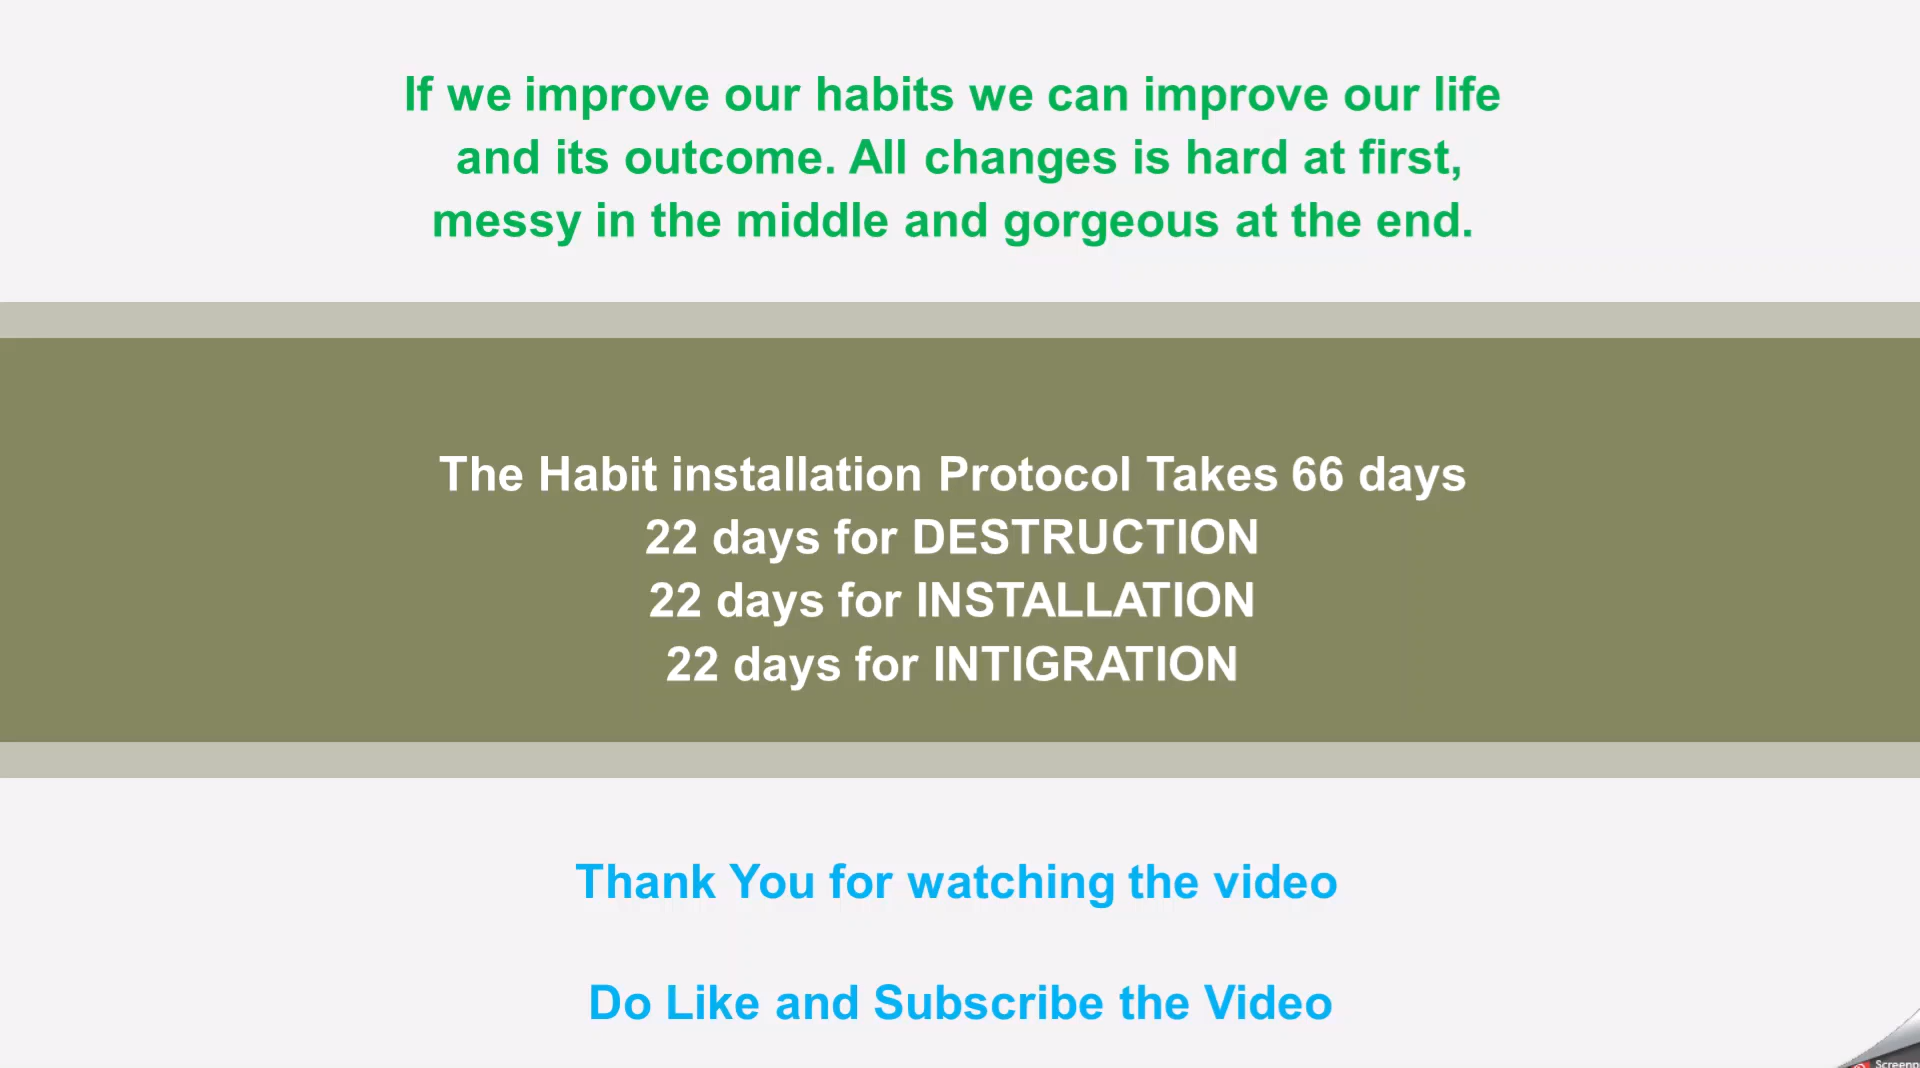 If we improve our habits we can improve our life
and its outcome. All changes is hard at first,
messy in the middle and gorgeous at the end.
The Habit installation Protocol Takes 66 days
22 days for DESTRUCTION
22 days for INSTALLATION
22 days for INTIGRATION
Thank You for watching the video
Do Like and Subscribe the Video